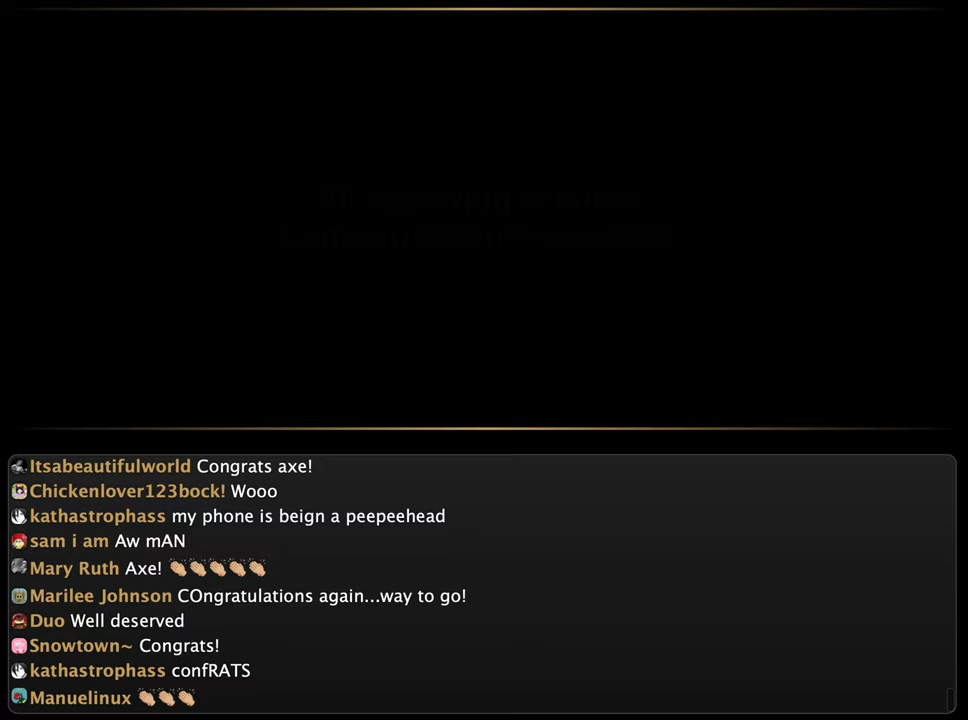 Itsabeautifulworld Congrats axe!
Chickenlover123bock! Wooo
kathastrophass my phone is beign a peepeehead
sam i am Aw mAN
Mary Ruth Axe! 👏🏼👏🏼👏🏼👏🏼👏🏼
Marilee Johnson COngratulations again...way to go!
Duo Well deserved
Snowtown~ Congrats!
kathastrophass confRATS
Manuelinux 👏🏼👏🏼👏🏼